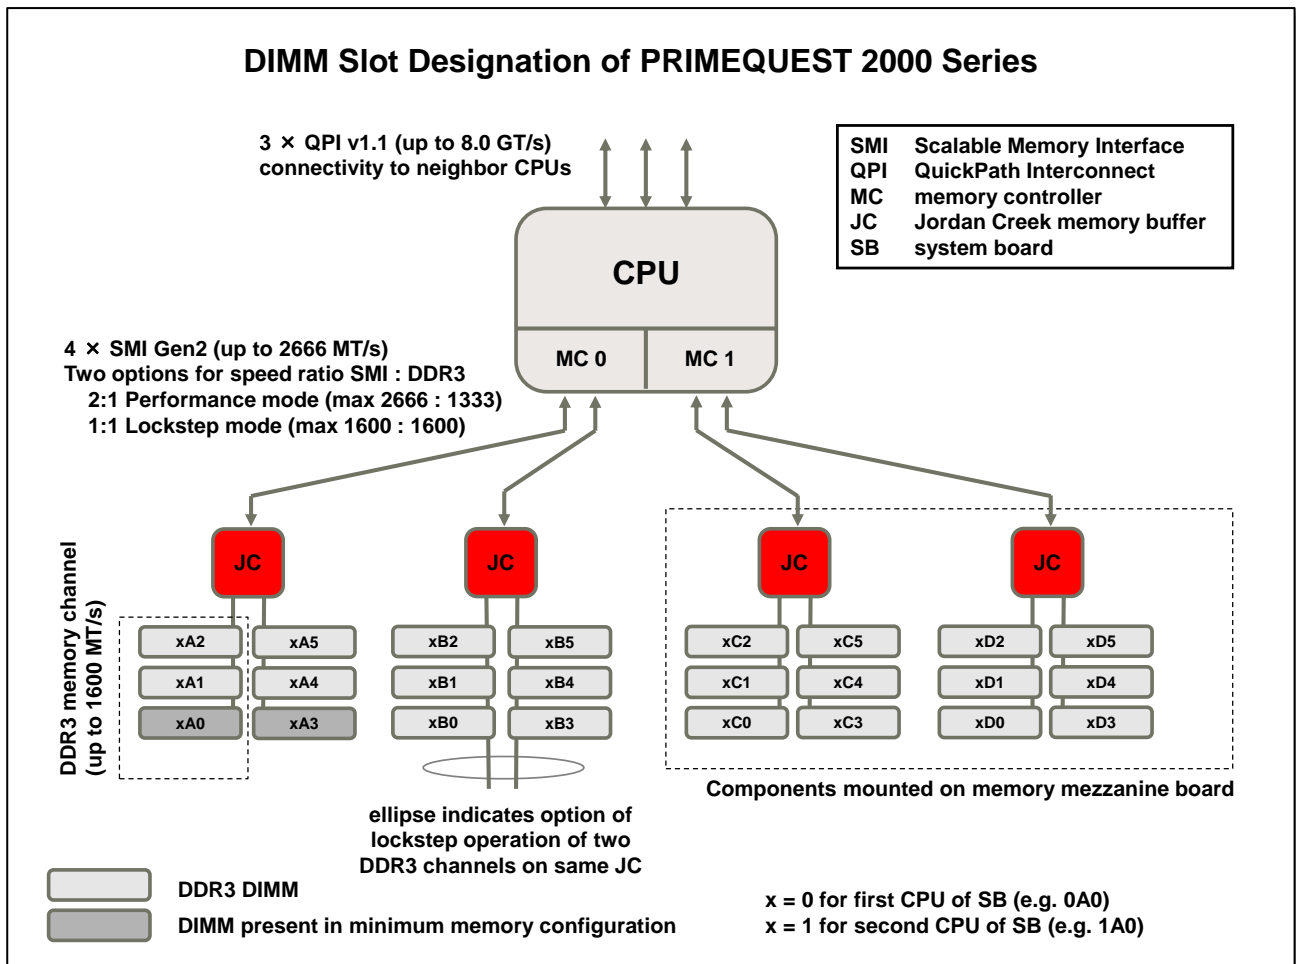 DIMM Slot Designation of PRIMEQUEST 2000 Series
3 × QPI v1.1 (up to 8.0 GT/s)
connectivity to neighbor CPUs
SMI Scalable Memory Interface
QPI QuickPath Interconnect
MC memory controller
JC Jordan Creek memory buffer
SB system board
CPU
MC 0 MC 1
4 × SMI Gen2 (up to 2666 MT/s)
Two options for speed ratio SMI : DDR3
2:1 Performance mode (max 2666 : 1333)
1:1 Lockstep mode (max 1600 : 1600)
JC JC JC JC
DDR3 memory channel
(up to 1600 MT/s)
xA2 xA5 xB2 xB5 xC2 xC5 xD2 xD5
xA1 xA4 xB1 xB4 xC1 xC4 xD1 xD4
xA0 xA3 xB0 xB3 xC0 xC3 xD0 xD3
Components mounted on memory mezzanine board
ellipse indicates option of
lockstep operation of two
DDR3 channels on same JC
DDR3 DIMM
DIMM present in minimum memory configuration
x = 0 for first CPU of SB (e.g. 0A0)
x = 1 for second CPU of SB (e.g. 1A0)